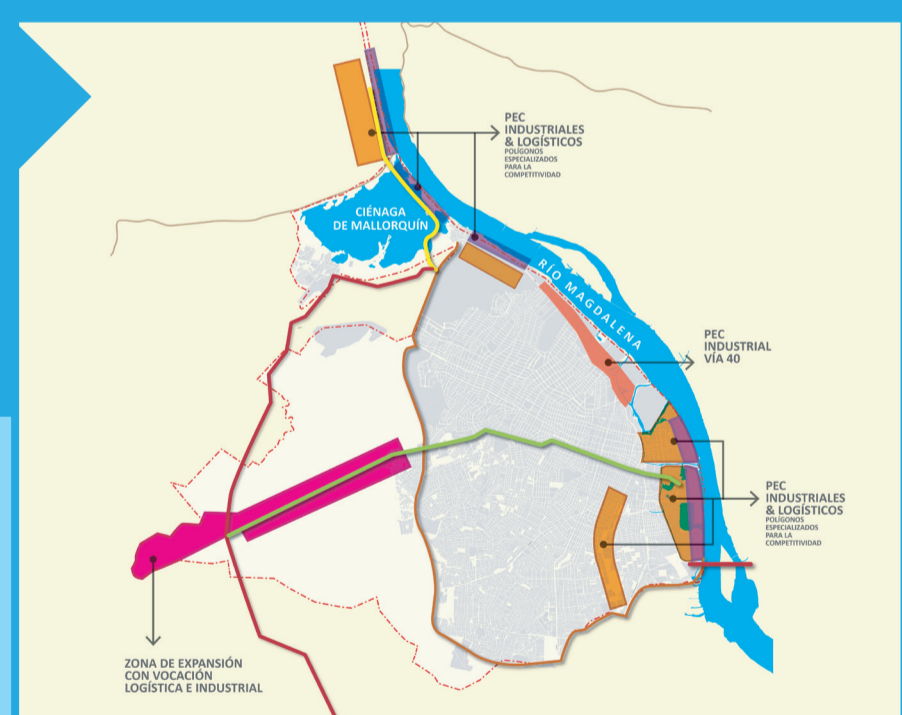 PEC
INDUSTRIALES
& LOGÍSTICOS
POLÍGONOS
ESPECIALIZADOS
PARA LA
COMPETITIVIDAD
CIÉNAGA
DE MALLORQUÍN
RÍO MAGDALENA
PEC
INDUSTRIAL
VÍA 40
PEC
INDUSTRIALES
& LOGÍSTICOS
POLÍGONOS
ESPECIALIZADOS
PARA LA
COMPETITIVIDAD
ZONA DE EXPANSIÓN
CON VOCACIÓN
LOGÍSTICA E INDUSTRIAL